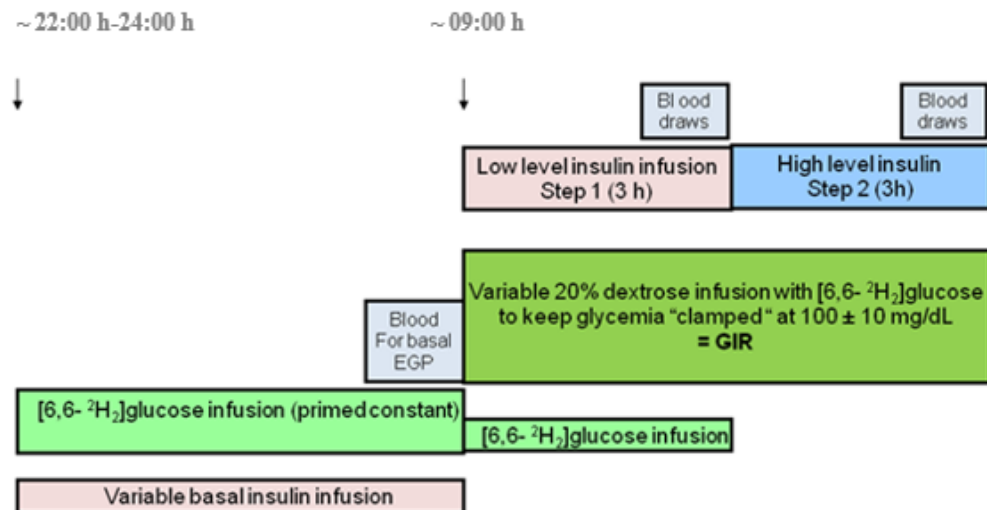 ~ 22:00 h-24:00 h
~ 09:00 h
Blood
draws
Blood
draws
Low level insulin infusion
Step 1 (3 h)
High level insulin
Step 2 (3h)
Variable 20% dextrose infusion with [6,6- ²H₂]glucose
to keep glycemia "clamped" at 100 ± 10 mg/dL
= GIR
Blood
For basal
EGP
[6,6- ²H₂]glucose infusion (primed constant)
[6,6- ²H₂]glucose infusion
Variable basal insulin infusion